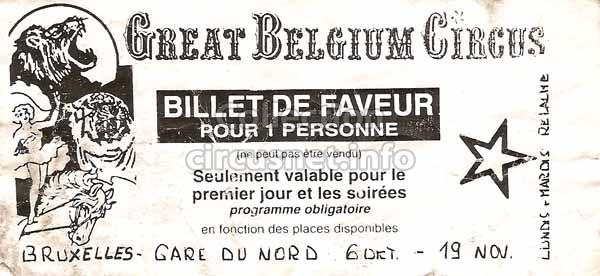 GREAT BELGIUM CIRCUS
BILLET DE FAVEUR
POUR 1 PERSONNE
(ne peut pas être vendu)
circusnet.info
Seulement valable pour le
premier jour et les soirées
programme obligatoire
en fonction des places disponibles
BRUXELLES - GARE DU NORD 6 OKT. - 19 NOV.
LUNDIS + MARDIS RELACHE